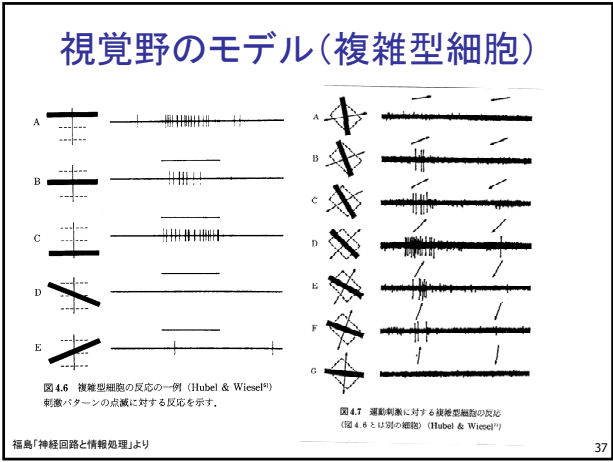 視覚野のモデル（複雑型細胞）
A
B
C
D
E
図4.6 複雑型細胞の反応の一例（Hubel & Wiesel⁶⁾）
刺激パターンの点滅に対する反応を示す．
A
B
C
D
E
F
G
図4.7 運動刺激に対する複雑型細胞の反応
（図4.6とは別の細胞）（Hubel & Wiesel⁷⁾）
福島「神経回路と情報処理」より
37